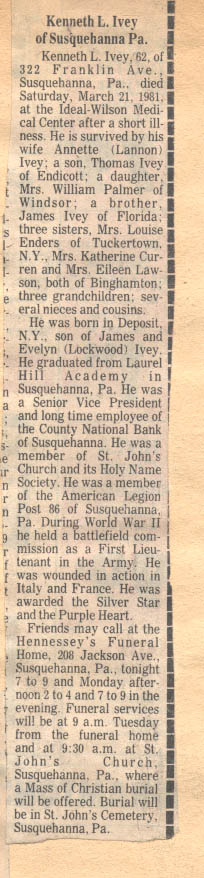 Kenneth L. Ivey
of Susquehanna Pa.
Kenneth L. Ivey, 62, of
322 Franklin Ave.,
Susquehanna, Pa., died
Saturday, March 21, 1981,
at the Ideal-Wilson Medi-
cal Center after a short ill-
ness. He is survived by his
wife Annette (Lannon)
Ivey; a son, Thomas Ivey
of Endicott; a daughter,
Mrs. William Palmer of
Windsor; a brother,
James Ivey of Florida;
three sisters, Mrs. Louise
Enders of Tuckertown,
N.Y., Mrs. Katherine Cur-
ren and Mrs. Eileen Law-
son, both of Binghamton;
three grandchildren; sev-
eral nieces and cousins.
He was born in Deposit,
N.Y., son of James and
Evelyn (Lockwood) Ivey.
He graduated from Laurel
Hill Academy in
Susquehanna, Pa. He was
a Senior Vice President
and long time employee of
the County National Bank
of Susquehanna. He was a
member of St. John's
Church and its Holy Name
Society. He was a member
of the American Legion
Post 86 of Susquehanna,
Pa. During World War II
he held a battlefield com-
mission as a First Lieu-
tenant in the Army. He
was wounded in action in
Italy and France. He was
awarded the Silver Star
and the Purple Heart.
Friends may call at the
Hennessey's Funeral
Home, 208 Jackson Ave.,
Susquehanna, Pa., tonight
7 to 9 and Monday after-
noon 2 to 4 and 7 to 9 in the
evening. Funeral services
will be at 9 a.m. Tuesday
from the funeral home
and at 9:30 a.m. at St.
John's Church,
Susquehanna, Pa., where
a Mass of Christian burial
will be offered. Burial will
be in St. John's Cemetery,
Susquehanna, Pa.